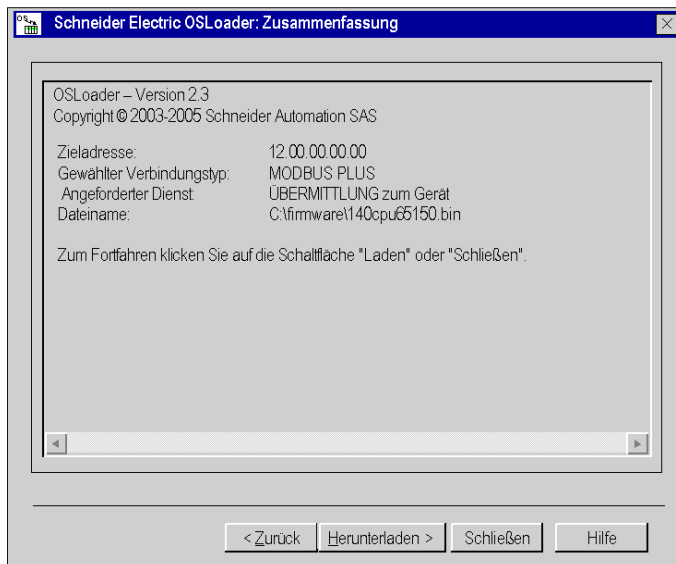 Schneider Electric OSLoader: Zusammenfassung
OSLoader – Version 2.3
Copyright © 2003-2005 Schneider Automation SAS
Zieladresse: 12.00.00.00.00
Gewählter Verbindungstyp: MODBUS PLUS
Angeforderter Dienst: ÜBERMITTLUNG zum Gerät
Dateiname: C:\firmware\140cpu65150.bin
Zum Fortfahren klicken Sie auf die Schaltfläche "Laden" oder "Schließen".
< Zurück Herunterladen > Schließen Hilfe